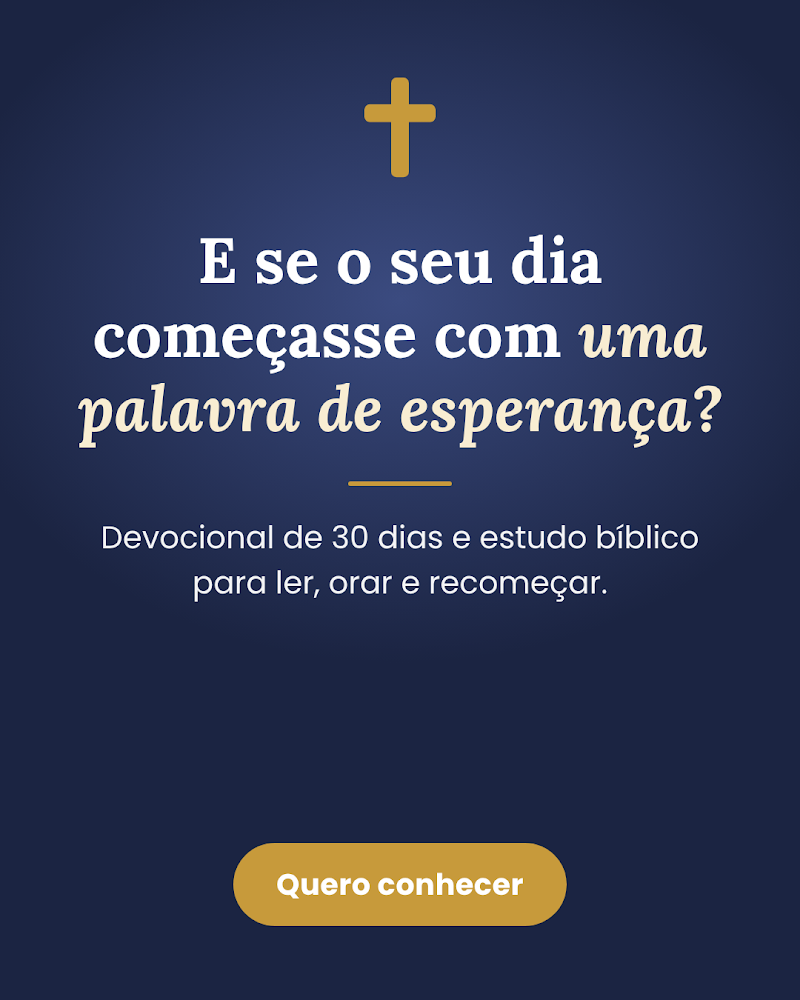 E se o seu dia
começasse com uma
palavra de esperança?
Devocional de 30 dias e estudo bíblico
para ler, orar e recomeçar.
Quero conhecer